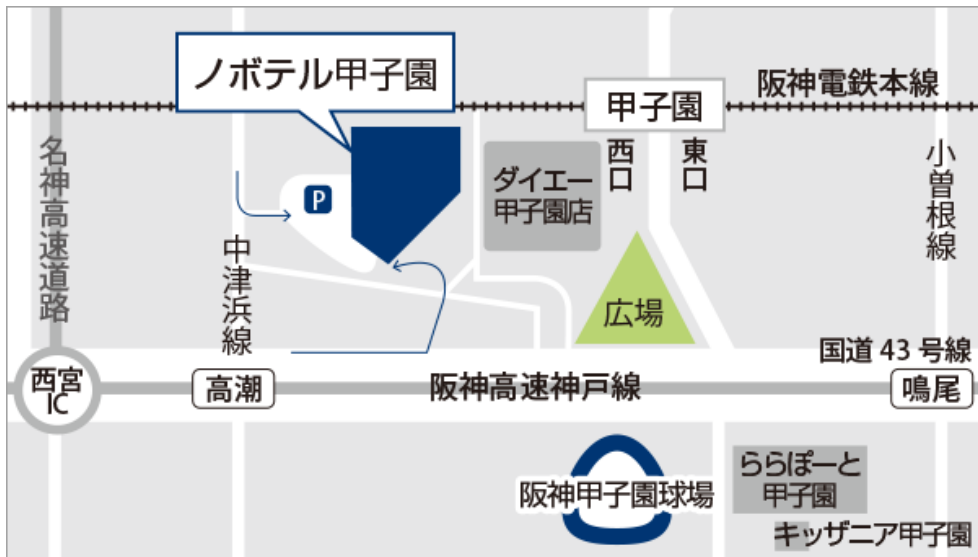 ノボテル甲子園
阪神電鉄本線
甲子園
西口
東口
名神高速道路
P
ダイエー
甲子園店
小曽根線
中津浜線
広場
国道43号線
西宮
IC
高潮
阪神高速神戸線
鳴尾
阪神甲子園球場
ららぽーと
甲子園
キッザニア甲子園